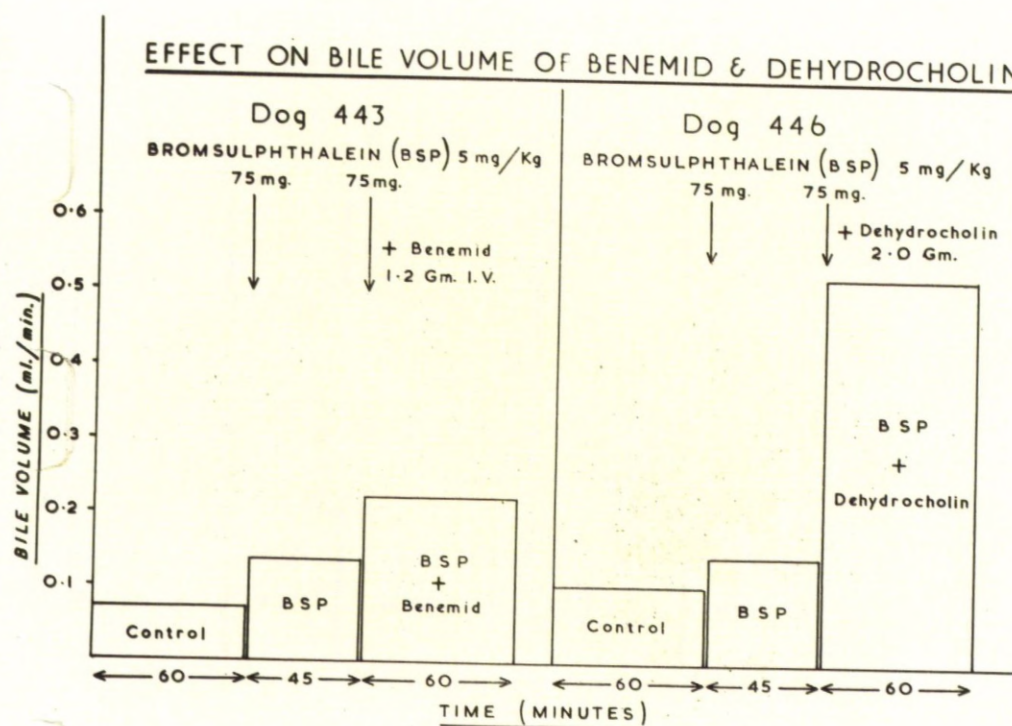 EFFECT ON BILE VOLUME OF BENEMID & DEHYDROCHOLIN
Dog 443
BROMSULPHTHALEIN (BSP) 5 mg/Kg
75 mg. 75 mg.
+ Benemid
1·2 Gm. I.V.
Dog 446
BROMSULPHTHALEIN (BSP) 5 mg/Kg
75 mg. 75 mg.
+ Dehydrocholin
2·0 Gm.
BILE VOLUME (ml./min.)
0·6
0·5
0·4
0·3
0·2
0·1
Control
BSP
BSP
+
Benemid
Control
BSP
BSP
+
Dehydrocholin
60 45 60 60 45 60
TIME (MINUTES)